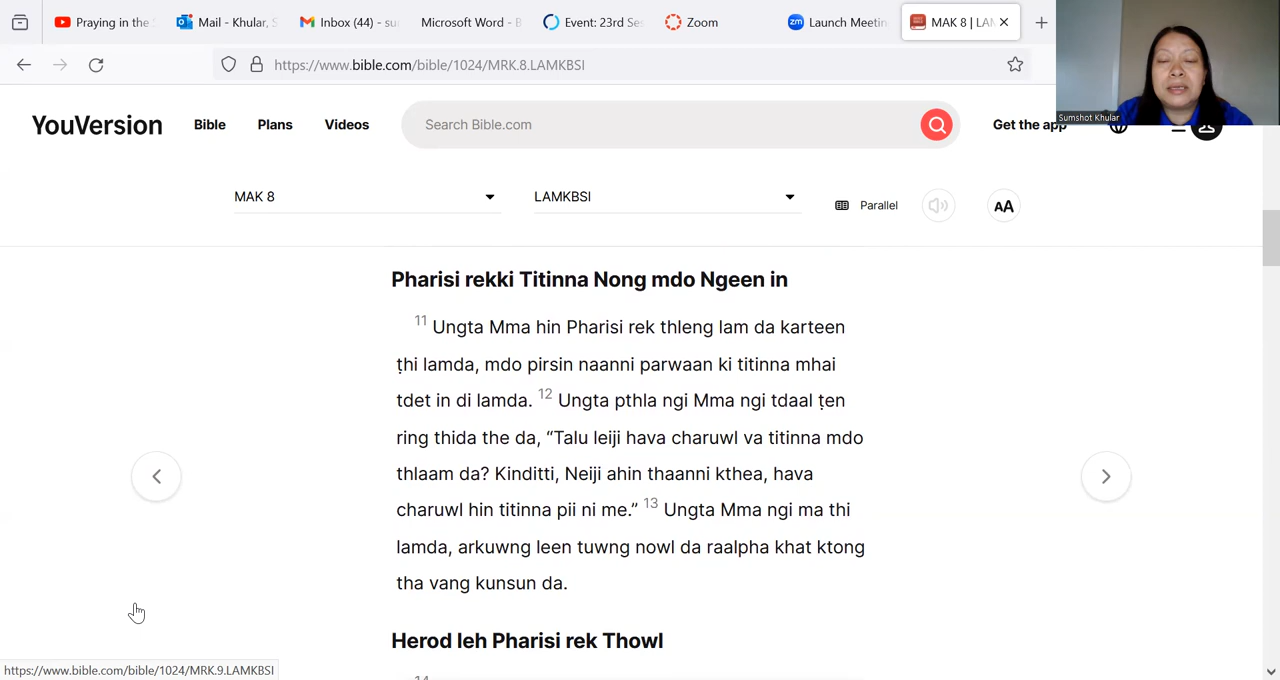 Praying in the
Mail - Khular, S
Inbox (44) - su
Microsoft Word - B
Event: 23rd Se
Zoom
Launch Meetin
MAK 8 | LAM
https://www.bible.com/bible/1024/MRK.8.LAMKBSI
Sumshot Khular
YouVersion
Bible
Plans
Videos
Search Bible.com
Get the app
MAK 8
LAMKBSI
Parallel
AA
Pharisi rekki Titinna Nong mdo Ngeen in
11 Ungta Mma hin Pharisi rek thleng lam da karteen
ṭhi lamda, mdo pirsin naanni parwaan ki titinna mhai
tdet in di lamda. 12 Ungta pthla ngi Mma ngi tdaal ṭen
ring thida the da, “Talu leiji hava charuwl va titinna mdo
thlaam da? Kinditti, Neiji ahin thaanni kthea, hava
charuwl hin titinna pii ni me.” 13 Ungta Mma ngi ma thi
lamda, arkuwng leen tuwng nowl da raalpha khat ktong
tha vang kunsun da.
Herod leh Pharisi rek Thowl
14
https://www.bible.com/bible/1024/MRK.9.LAMKBSI